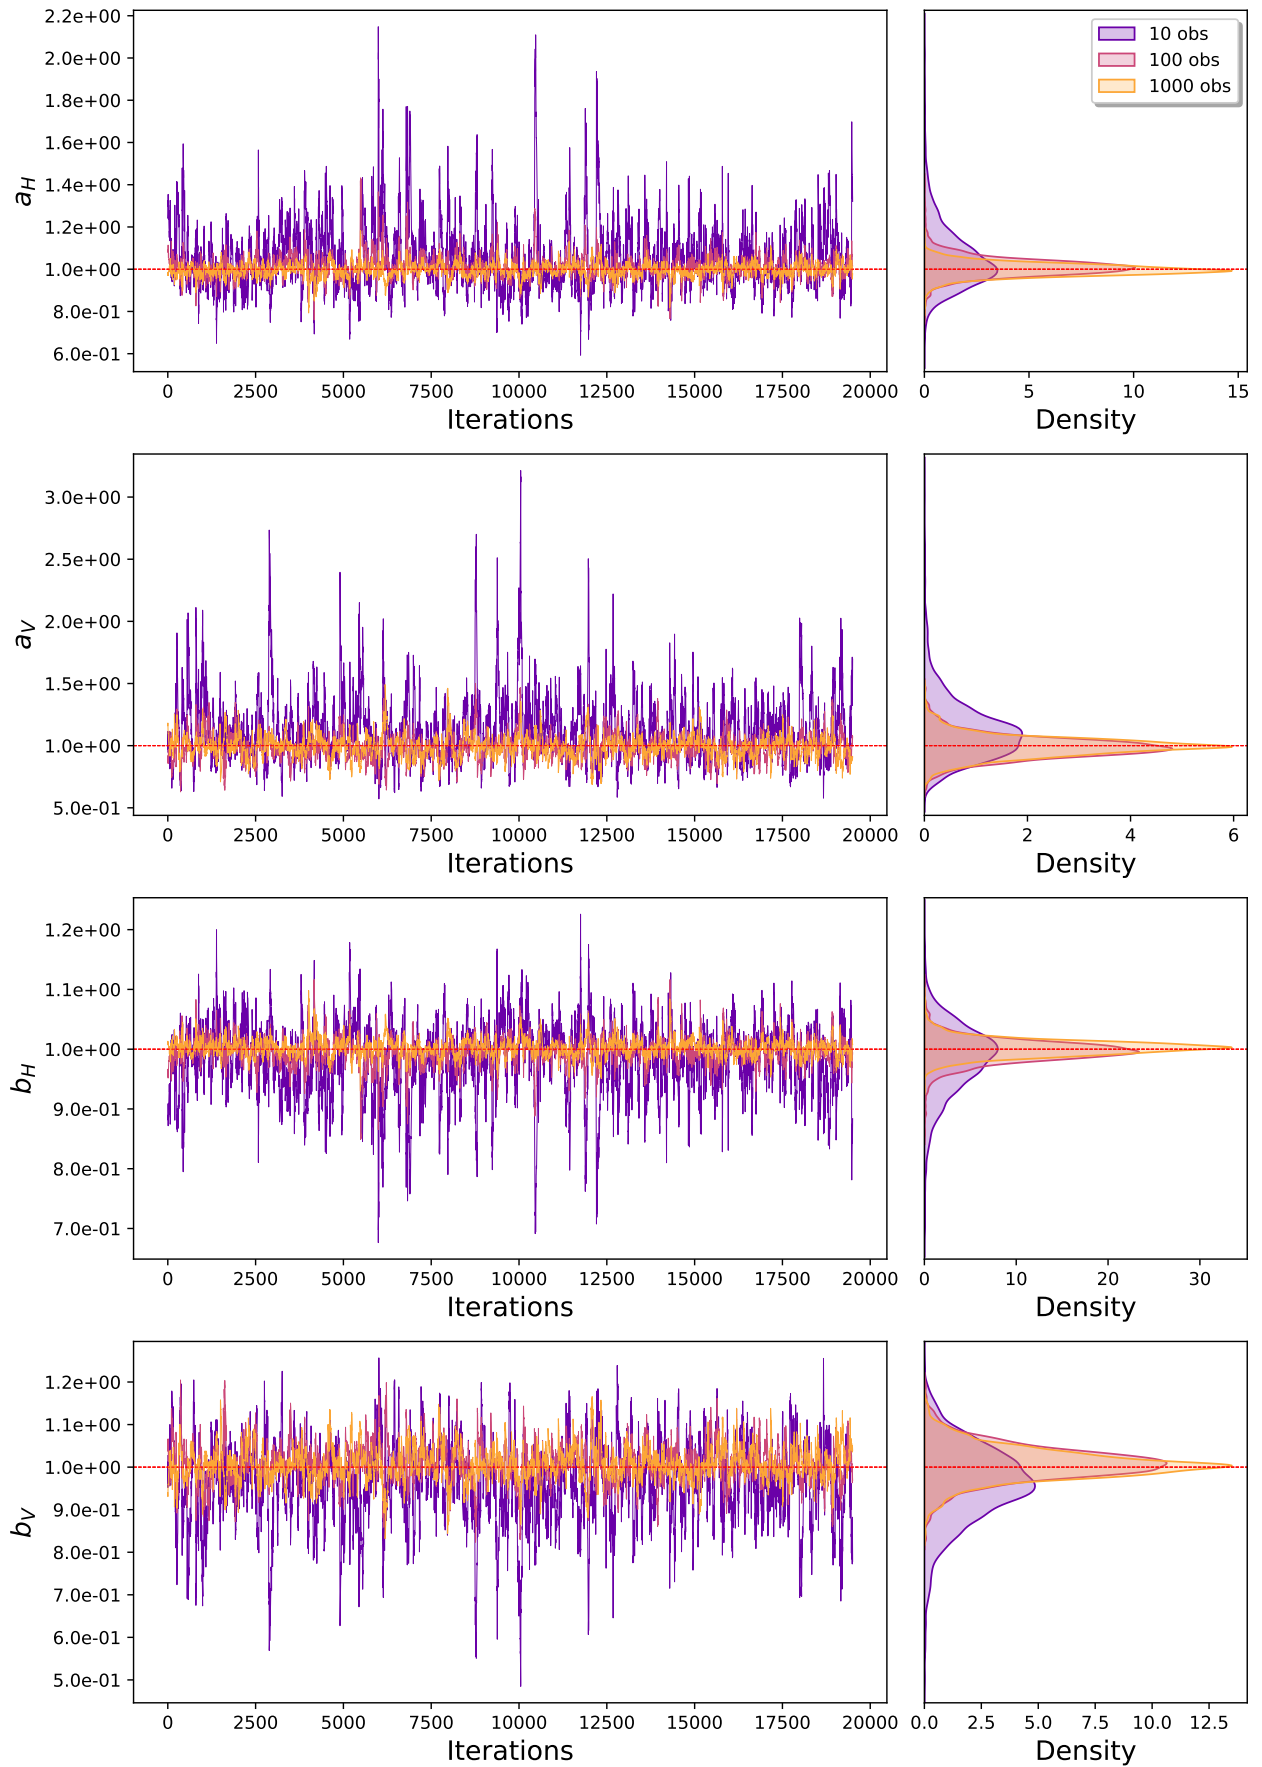 2.2e+00
2.0e+00
1.8e+00
1.6e+00
1.4e+00
1.2e+00
1.0e+00
8.0e-01
6.0e-01
a_H
0 2500 5000 7500 10000 12500 15000 17500 20000
Iterations
10 obs
100 obs
1000 obs
0 5 10 15
Density
3.0e+00
2.5e+00
2.0e+00
1.5e+00
1.0e+00
5.0e-01
a_V
0 2500 5000 7500 10000 12500 15000 17500 20000
Iterations
0 2 4 6
Density
1.2e+00
1.1e+00
1.0e+00
9.0e-01
8.0e-01
7.0e-01
b_H
0 2500 5000 7500 10000 12500 15000 17500 20000
Iterations
0 10 20 30
Density
1.2e+00
1.1e+00
1.0e+00
9.0e-01
8.0e-01
7.0e-01
6.0e-01
5.0e-01
b_V
0 2500 5000 7500 10000 12500 15000 17500 20000
Iterations
0.0 2.5 5.0 7.5 10.0 12.5
Density